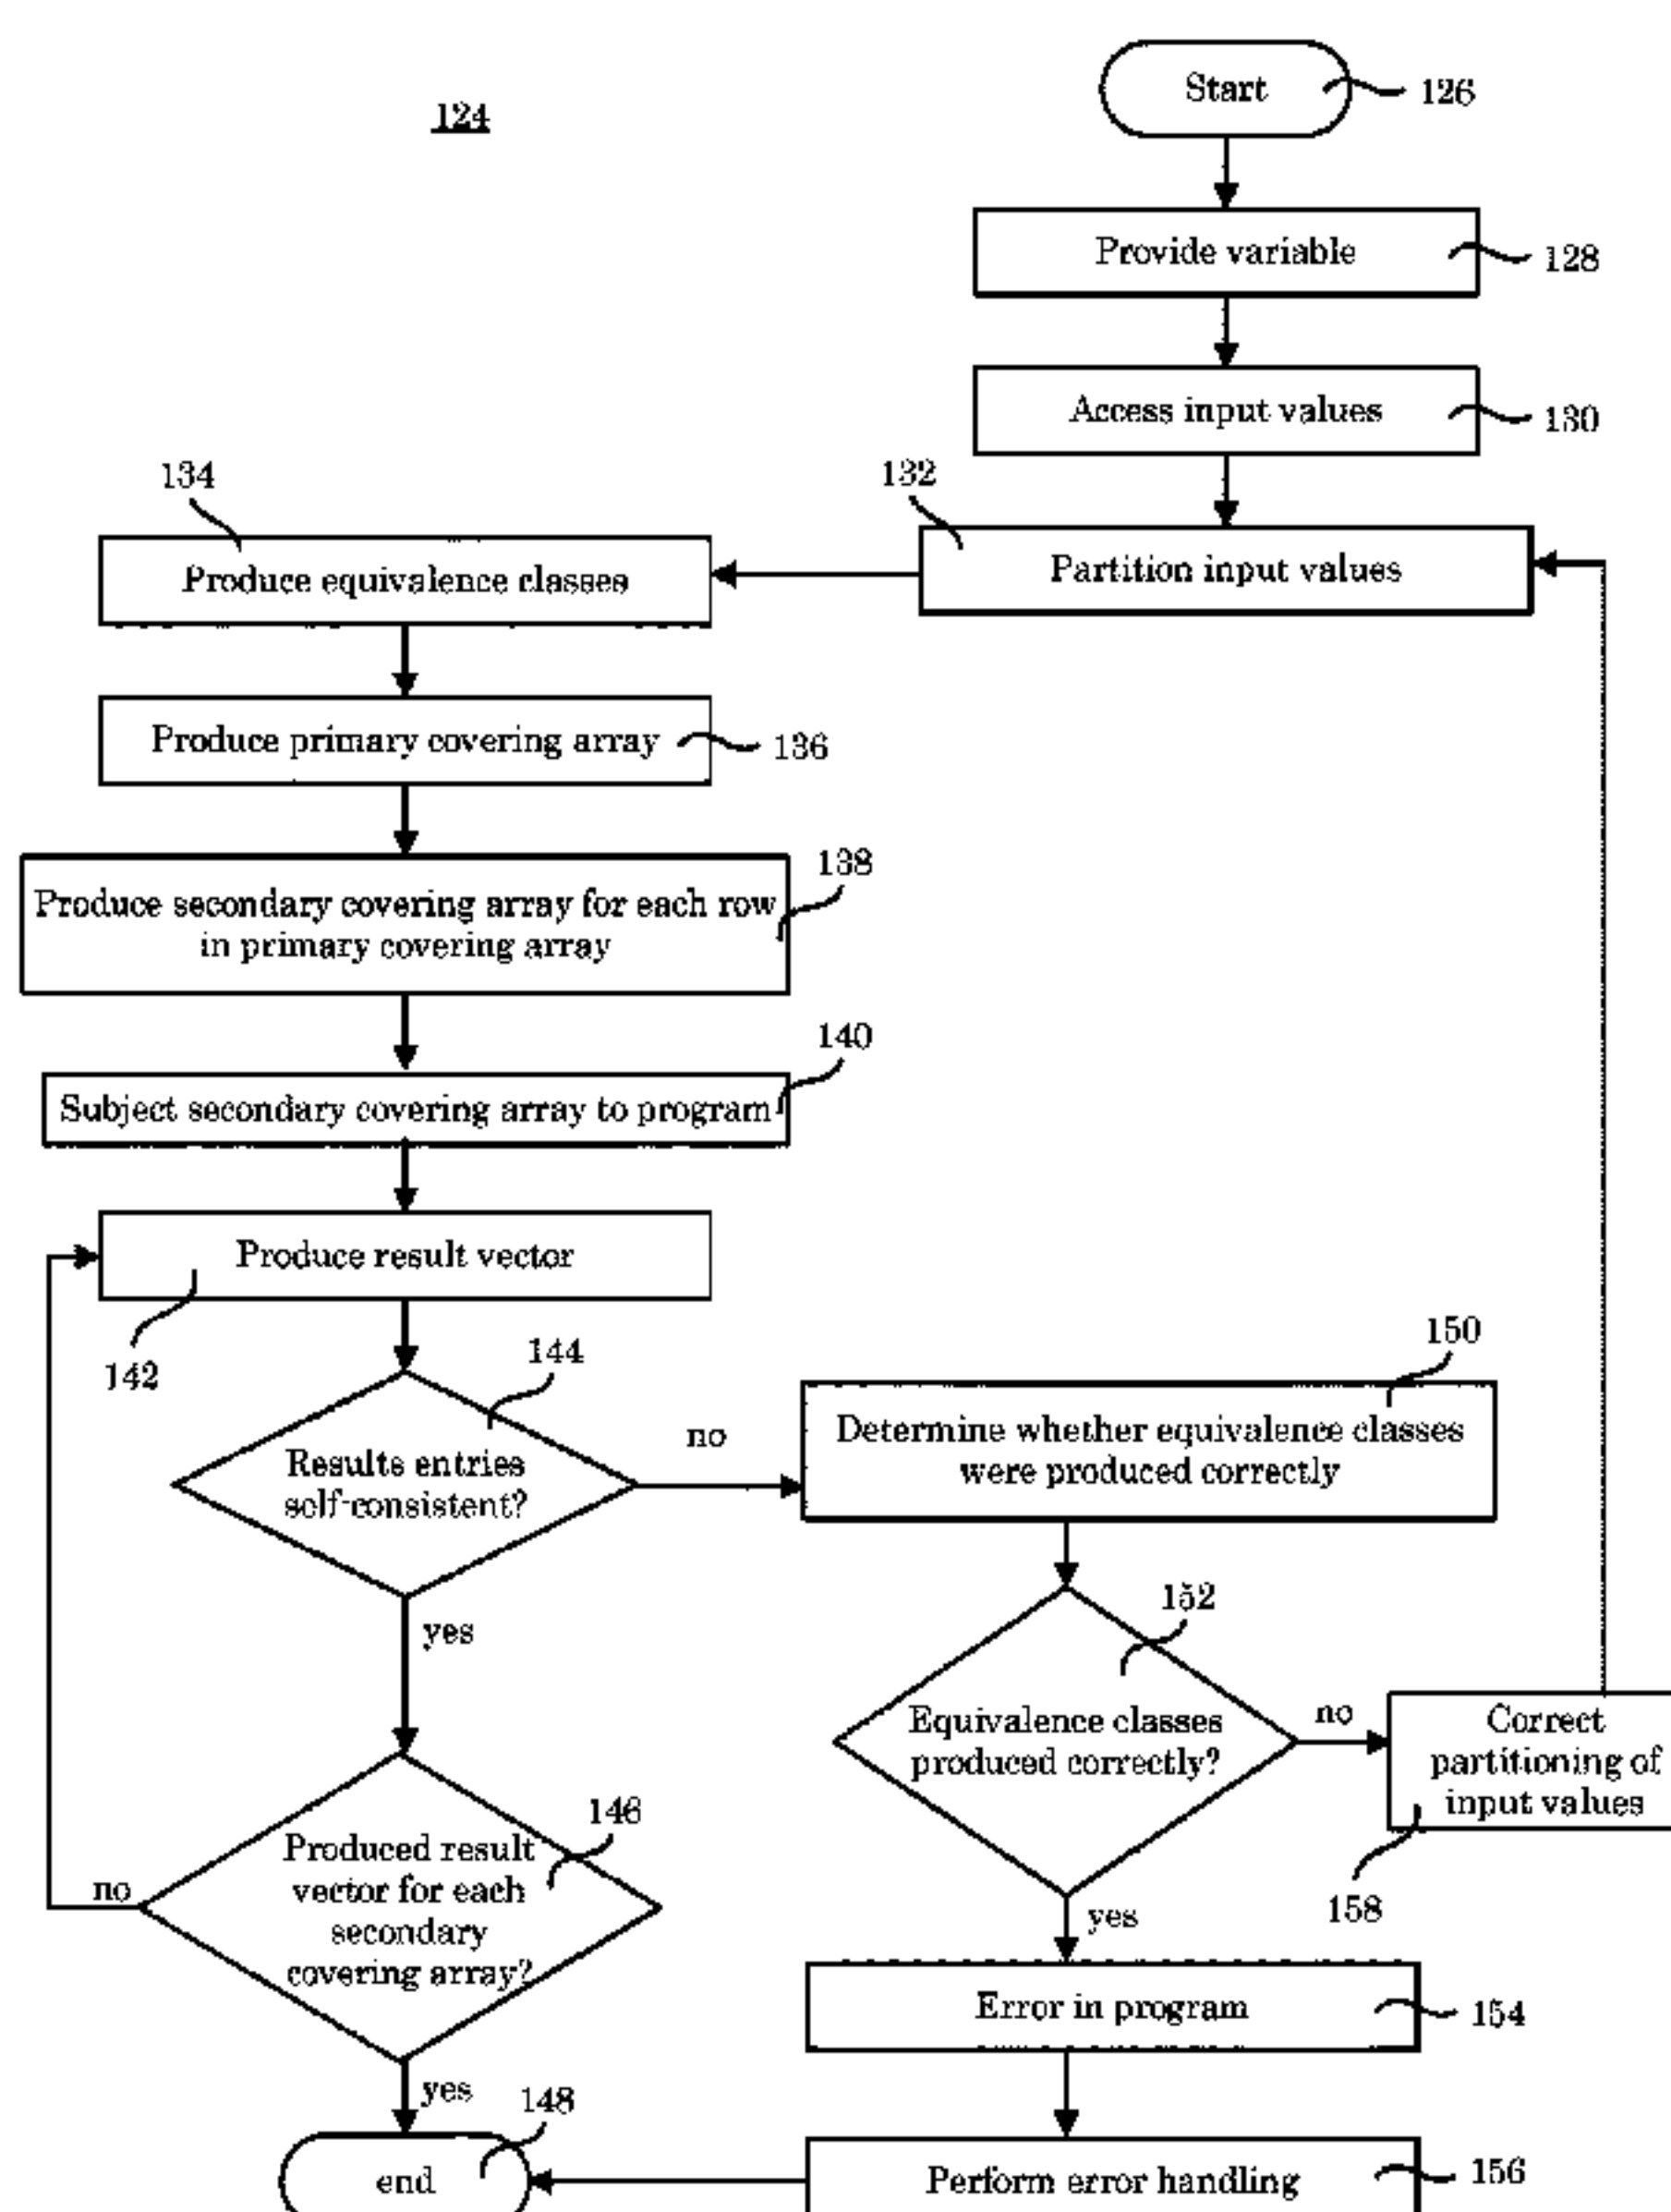 124
Start
126
Provide variable
128
Access input values
130
132
Partition input values
134
Produce equivalence classes
Produce primary covering array
136
138
Produce secondary covering array for each row
in primary covering array
140
Subject secondary covering array to program
Produce result vector
142
144
Results entries
self-consistent?
no
yes
150
Determine whether equivalence classes
were produced correctly
152
Equivalence classes
produced correctly?
no
Correct
partitioning of
input values
158
146
Produced result
vector for each
secondary
covering array?
no
yes
yes
Error in program
154
148
end
Perform error handling
156